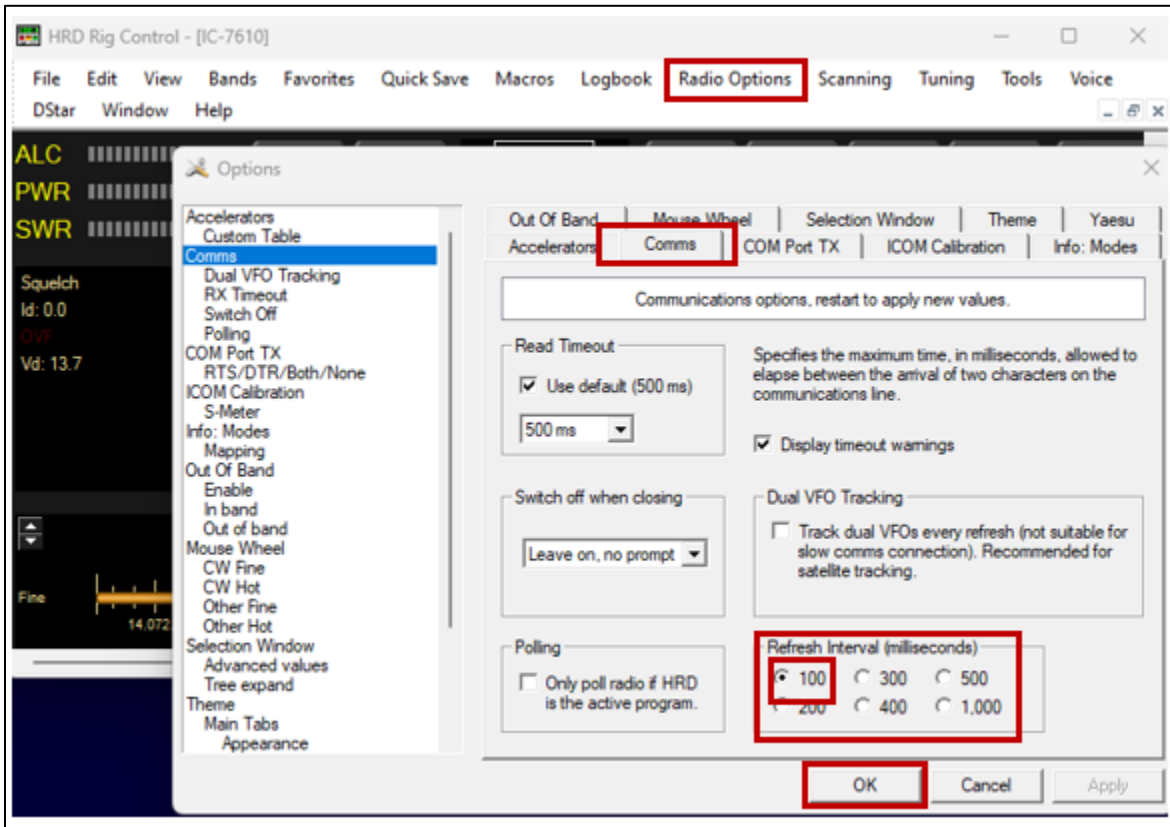 HRD Rig Control - [IC-7610]
File Edit View Bands Favorites Quick Save Macros Logbook Radio Options Scanning Tuning Tools Voice
DStar Window Help
ALC
PWR
SWR
Squelch
Id: 0.0
OVF
Vd: 13.7
Fine
14.072
Options
Accelerators
Custom Table
Comms
Dual VFO Tracking
RX Timeout
Switch Off
Polling
COM Port TX
RTS/DTR/Both/None
ICOM Calibration
S-Meter
Info: Modes
Mapping
Out Of Band
Enable
In band
Out of band
Mouse Wheel
CW Fine
CW Hot
Other Fine
Other Hot
Selection Window
Advanced values
Tree expand
Theme
Main Tabs
Appearance
Out Of Band Mouse Wheel Selection Window Theme Yaesu
Accelerators Comms COM Port TX ICOM Calibration Info: Modes
Communications options, restart to apply new values.
Read Timeout
Use default (500 ms)
500 ms
Specifies the maximum time, in milliseconds, allowed to
elapse between the arrival of two characters on the
communications line.
Display timeout warnings
Switch off when closing
Leave on, no prompt
Dual VFO Tracking
Track dual VFOs every refresh (not suitable for
slow comms connection). Recommended for
satellite tracking.
Polling
Only poll radio if HRD
is the active program.
Refresh Interval (milliseconds)
100 300 500
200 400 1,000
OK Cancel Apply